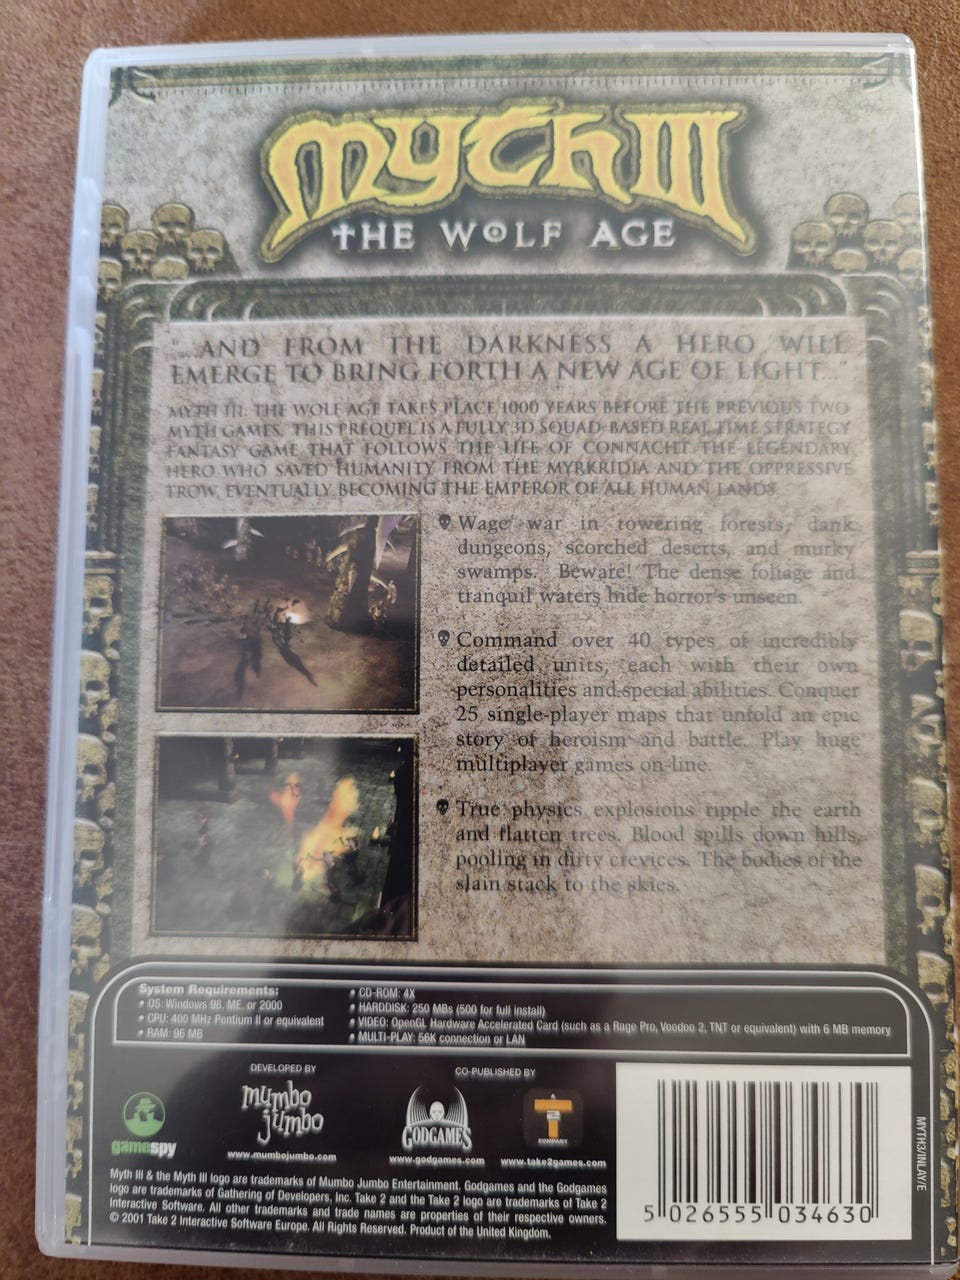 Myth III
THE WOLF AGE
"...AND FROM THE DARKNESS A HERO WILL
EMERGE TO BRING FORTH A NEW AGE OF LIGHT..."
MYTH III: THE WOLF AGE TAKES PLACE 1000 YEARS BEFORE THE PREVIOUS TWO
MYTH GAMES. THIS PREQUEL IS A FULLY 3D SQUAD-BASED REAL TIME STRATEGY
FANTASY GAME THAT FOLLOWS THE LIFE OF CONNACHT THE LEGENDARY
HERO WHO SAVED HUMANITY FROM THE MYRKRIDIA AND THE OPPRESSIVE
TROW, EVENTUALLY BECOMING THE EMPEROR OF ALL HUMAN LANDS.
Wage war in towering forests, dank
dungeons, scorched deserts, and murky
swamps. Beware! The dense foliage and
tranquil waters hide horror's unseen.
Command over 40 types of incredibly
detailed units, each with their own
personalities and special abilities. Conquer
25 single-player maps that unfold an epic
story of heroism and battle. Play huge
multiplayer games on-line.
True physics explosions ripple the earth
and flatten trees. Blood spills down hills,
pooling in dirty crevices. The bodies of the
slain stack to the skies.
System Requirements:
• OS: Windows 98, ME, or 2000
• CPU: 400 MHz Pentium II or equivalent
• RAM: 96 MB
• CD-ROM: 4X
• HARDDISK: 250 MBs (500 for full install)
• VIDEO: OpenGL Hardware Accelerated Card (such as a Rage Pro, Voodoo 2, TNT or equivalent) with 6 MB memory
• MULTI-PLAY: 56K connection or LAN
gamespy
DEVELOPED BY
mumbo
jumbo
www.mumbojumbo.com
CO-PUBLISHED BY
GODGAMES
www.godgames.com
A
T
COMPANY
www.take2games.com
Myth III & the Myth III logo are trademarks of Mumbo Jumbo Entertainment. Godgames and the Godgames
logo are trademarks of Gathering of Developers, Inc. Take 2 and the Take 2 logo are trademarks of Take 2
Interactive Software. All other trademarks and trade names are properties of their respective owners.
© 2001 Take 2 Interactive Software Europe. All Rights Reserved. Product of the United Kingdom.
5 026555 034630
MYTH3/INLAY/E